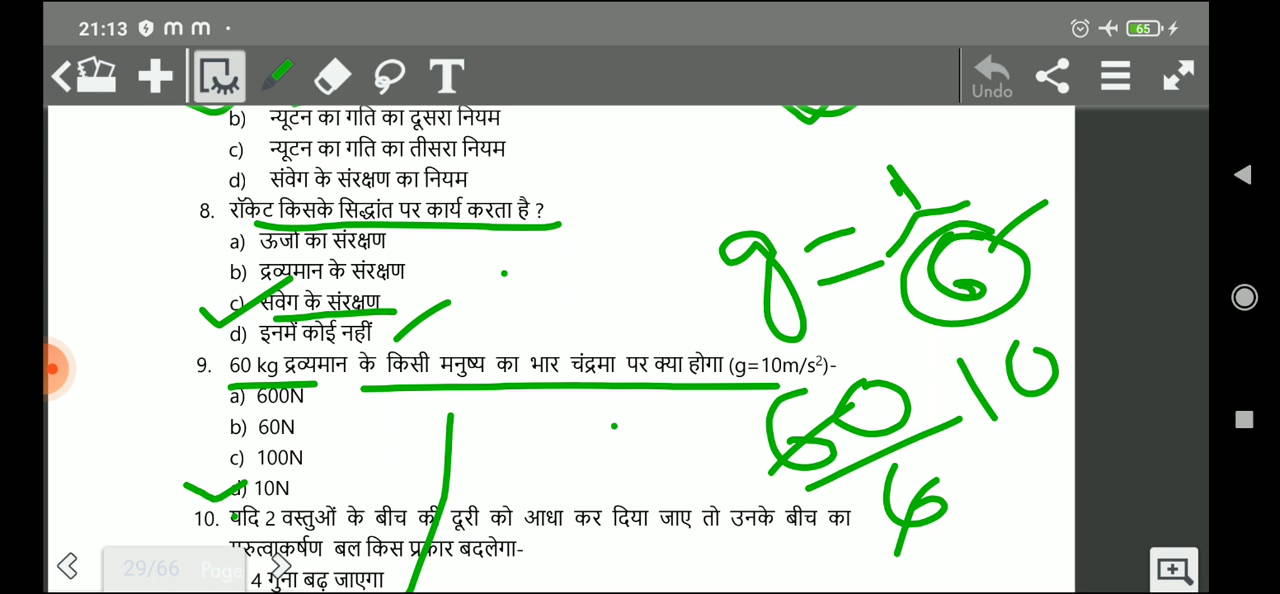 21:13 m m
65
T
Undo
b) न्यूटन का गति का दूसरा नियम
c) न्यूटन का गति का तीसरा नियम
d) संवेग के संरक्षण का नियम
8. रॉकेट किसके सिद्धांत पर कार्य करता है ?
a) ऊर्जा का संरक्षण
b) द्रव्यमान के संरक्षण
c) संवेग के संरक्षण
d) इनमें कोई नहीं
g = 1/6
9. 60 kg द्रव्यमान के किसी मनुष्य का भार चंद्रमा पर क्या होगा (g=10m/s²)-
a) 600N
b) 60N
c) 100N
d) 10N
60 10
6
10. यदि 2 वस्तुओं के बीच की दूरी को आधा कर दिया जाए तो उनके बीच का
गुरुत्वाकर्षण बल किस प्रकार बदलेगा-
4 गुना बढ़ जाएगा
29/66 Page